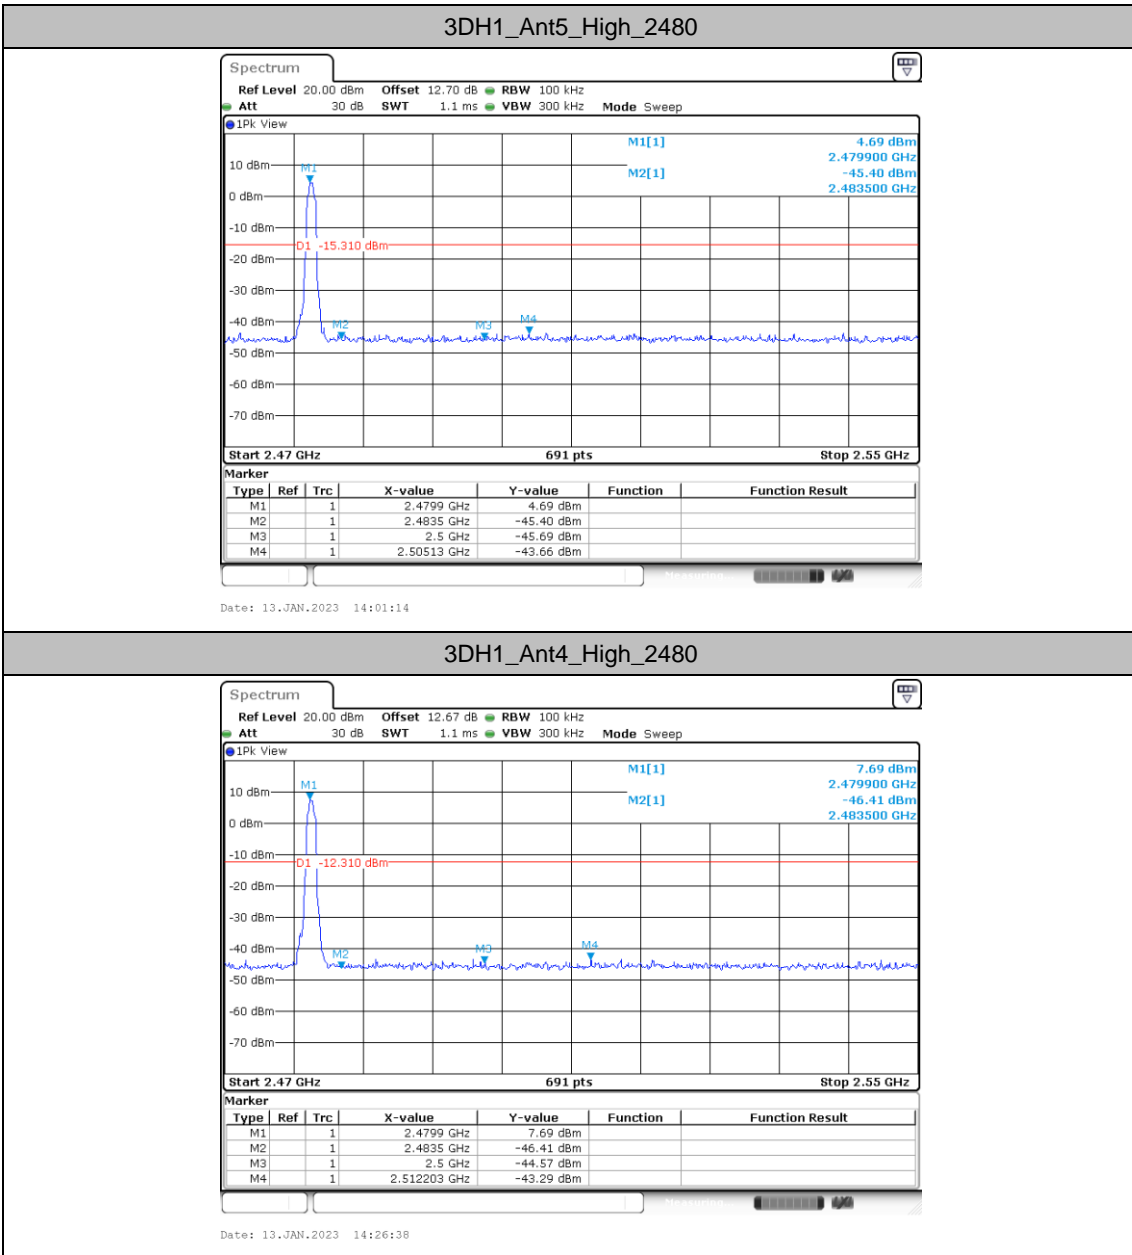 3DH1_Ant5_High_2480
Spectrum
Ref Level 20.00 dBm Offset 12.70 dB RBW 100 kHz
Att 30 dB SWT 1.1 ms VBW 300 kHz Mode Sweep
1Pk View
M1[1] 4.69 dBm
2.479900 GHz
M2[1] -45.40 dBm
2.483500 GHz
10 dBm
M1
0 dBm
-10 dBm
D1 -15.310 dBm
-20 dBm
-30 dBm
-40 dBm
M2 M3 M4
-50 dBm
-60 dBm
-70 dBm
Start 2.47 GHz 691 pts Stop 2.55 GHz
Marker
Type Ref Trc X-value Y-value Function Function Result
M1 1 2.4799 GHz 4.69 dBm
M2 1 2.4835 GHz -45.40 dBm
M3 1 2.5 GHz -45.69 dBm
M4 1 2.50513 GHz -43.66 dBm
Measuring...
Date: 13.JAN.2023 14:01:14
3DH1_Ant4_High_2480
Spectrum
Ref Level 20.00 dBm Offset 12.67 dB RBW 100 kHz
Att 30 dB SWT 1.1 ms VBW 300 kHz Mode Sweep
1Pk View
M1[1] 7.69 dBm
2.479900 GHz
M2[1] -46.41 dBm
2.483500 GHz
10 dBm
M1
0 dBm
-10 dBm
D1 -12.310 dBm
-20 dBm
-30 dBm
-40 dBm
M2 M3 M4
-50 dBm
-60 dBm
-70 dBm
Start 2.47 GHz 691 pts Stop 2.55 GHz
Marker
Type Ref Trc X-value Y-value Function Function Result
M1 1 2.4799 GHz 7.69 dBm
M2 1 2.4835 GHz -46.41 dBm
M3 1 2.5 GHz -44.57 dBm
M4 1 2.512203 GHz -43.29 dBm
Measuring...
Date: 13.JAN.2023 14:26:38